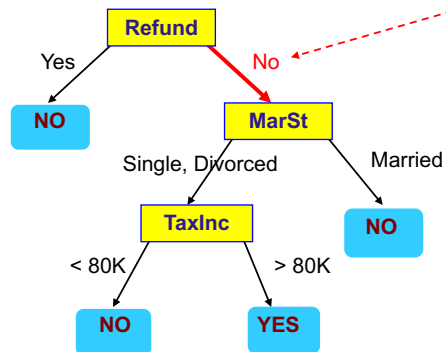 Refund
Yes
No
NO
MarSt
Single, Divorced
Married
TaxInc
NO
< 80K
> 80K
NO
YES